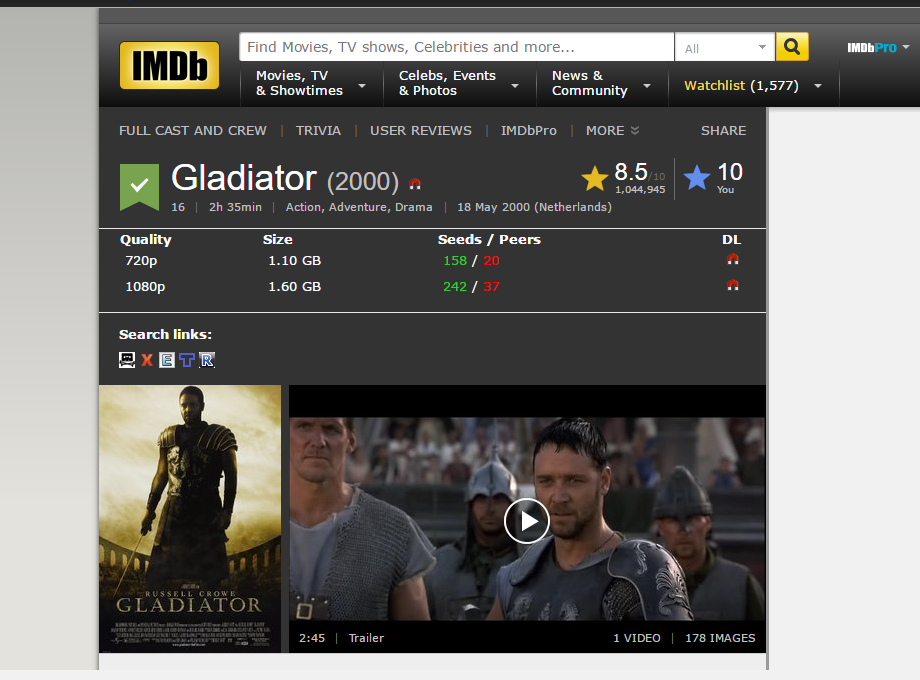 IMDb
Find Movies, TV shows, Celebrities and more...
All
IMDbPro
Movies, TV
& Showtimes
Celebs, Events
& Photos
News &
Community
Watchlist (1,577)
FULL CAST AND CREW | TRIVIA | USER REVIEWS | IMDbPro | MORE
SHARE
Gladiator (2000)
8.5/10
1,044,945
10
You
16 | 2h 35min | Action, Adventure, Drama | 18 May 2000 (Netherlands)
Quality Size Seeds / Peers DL
720p 1.10 GB 158 / 20
1080p 1.60 GB 242 / 37
Search links:
X E T R
RUSSELL CROWE
GLADIATOR
2:45 | Trailer
1 VIDEO | 178 IMAGES